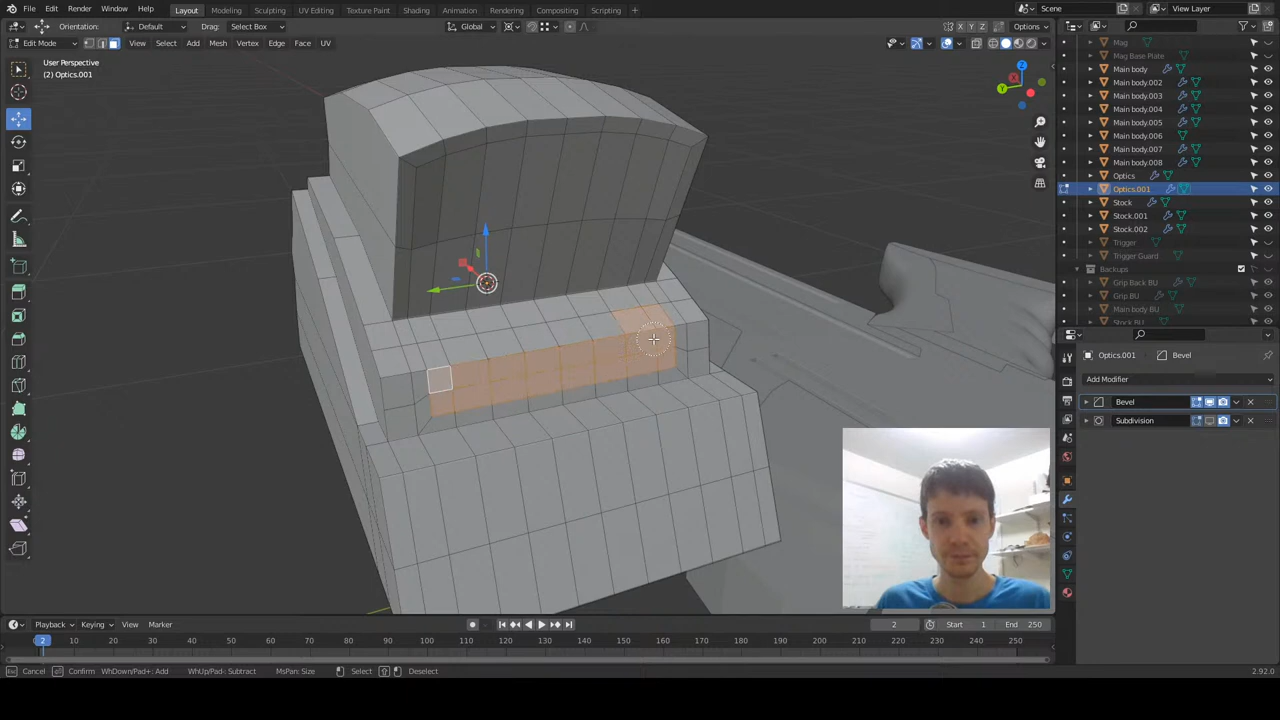 File Edit Render Window Help Layout Modeling Sculpting UV Editing Texture Paint Shading Animation Rendering Compositing Scripting + Scene View Layer
Orientation: Default Drag: Select Box Global Options
Edit Mode View Select Add Mesh Vertex Edge Face UV X Y Z
User Perspective
(2) Optics.001
Mag
Mag Base Plate
Main body
Main body.002
Main body.003
Main body.004
Main body.005
Main body.006
Main body.007
Main body.008
Optics
Optics.001
Stock
Stock.001
Stock.002
Trigger
Trigger Guard
Backups
Grip Back BU
Grip.BU
Main body BU
Stock BU
Z
Y
Optics.001 Bevel
Add Modifier
Bevel
Subdivision
Playback Keying View Marker 2 Start 1 End 250
2 10 20 30 40 50 60 70 80 90 100 110 120 130 140 150 160 170 180 190 200 210 220 230 240 250
Cancel Confirm WhDown/Pad+: Add WhUp/Pad-: Subtract MsPan: Size Select Deselect 2.92.0